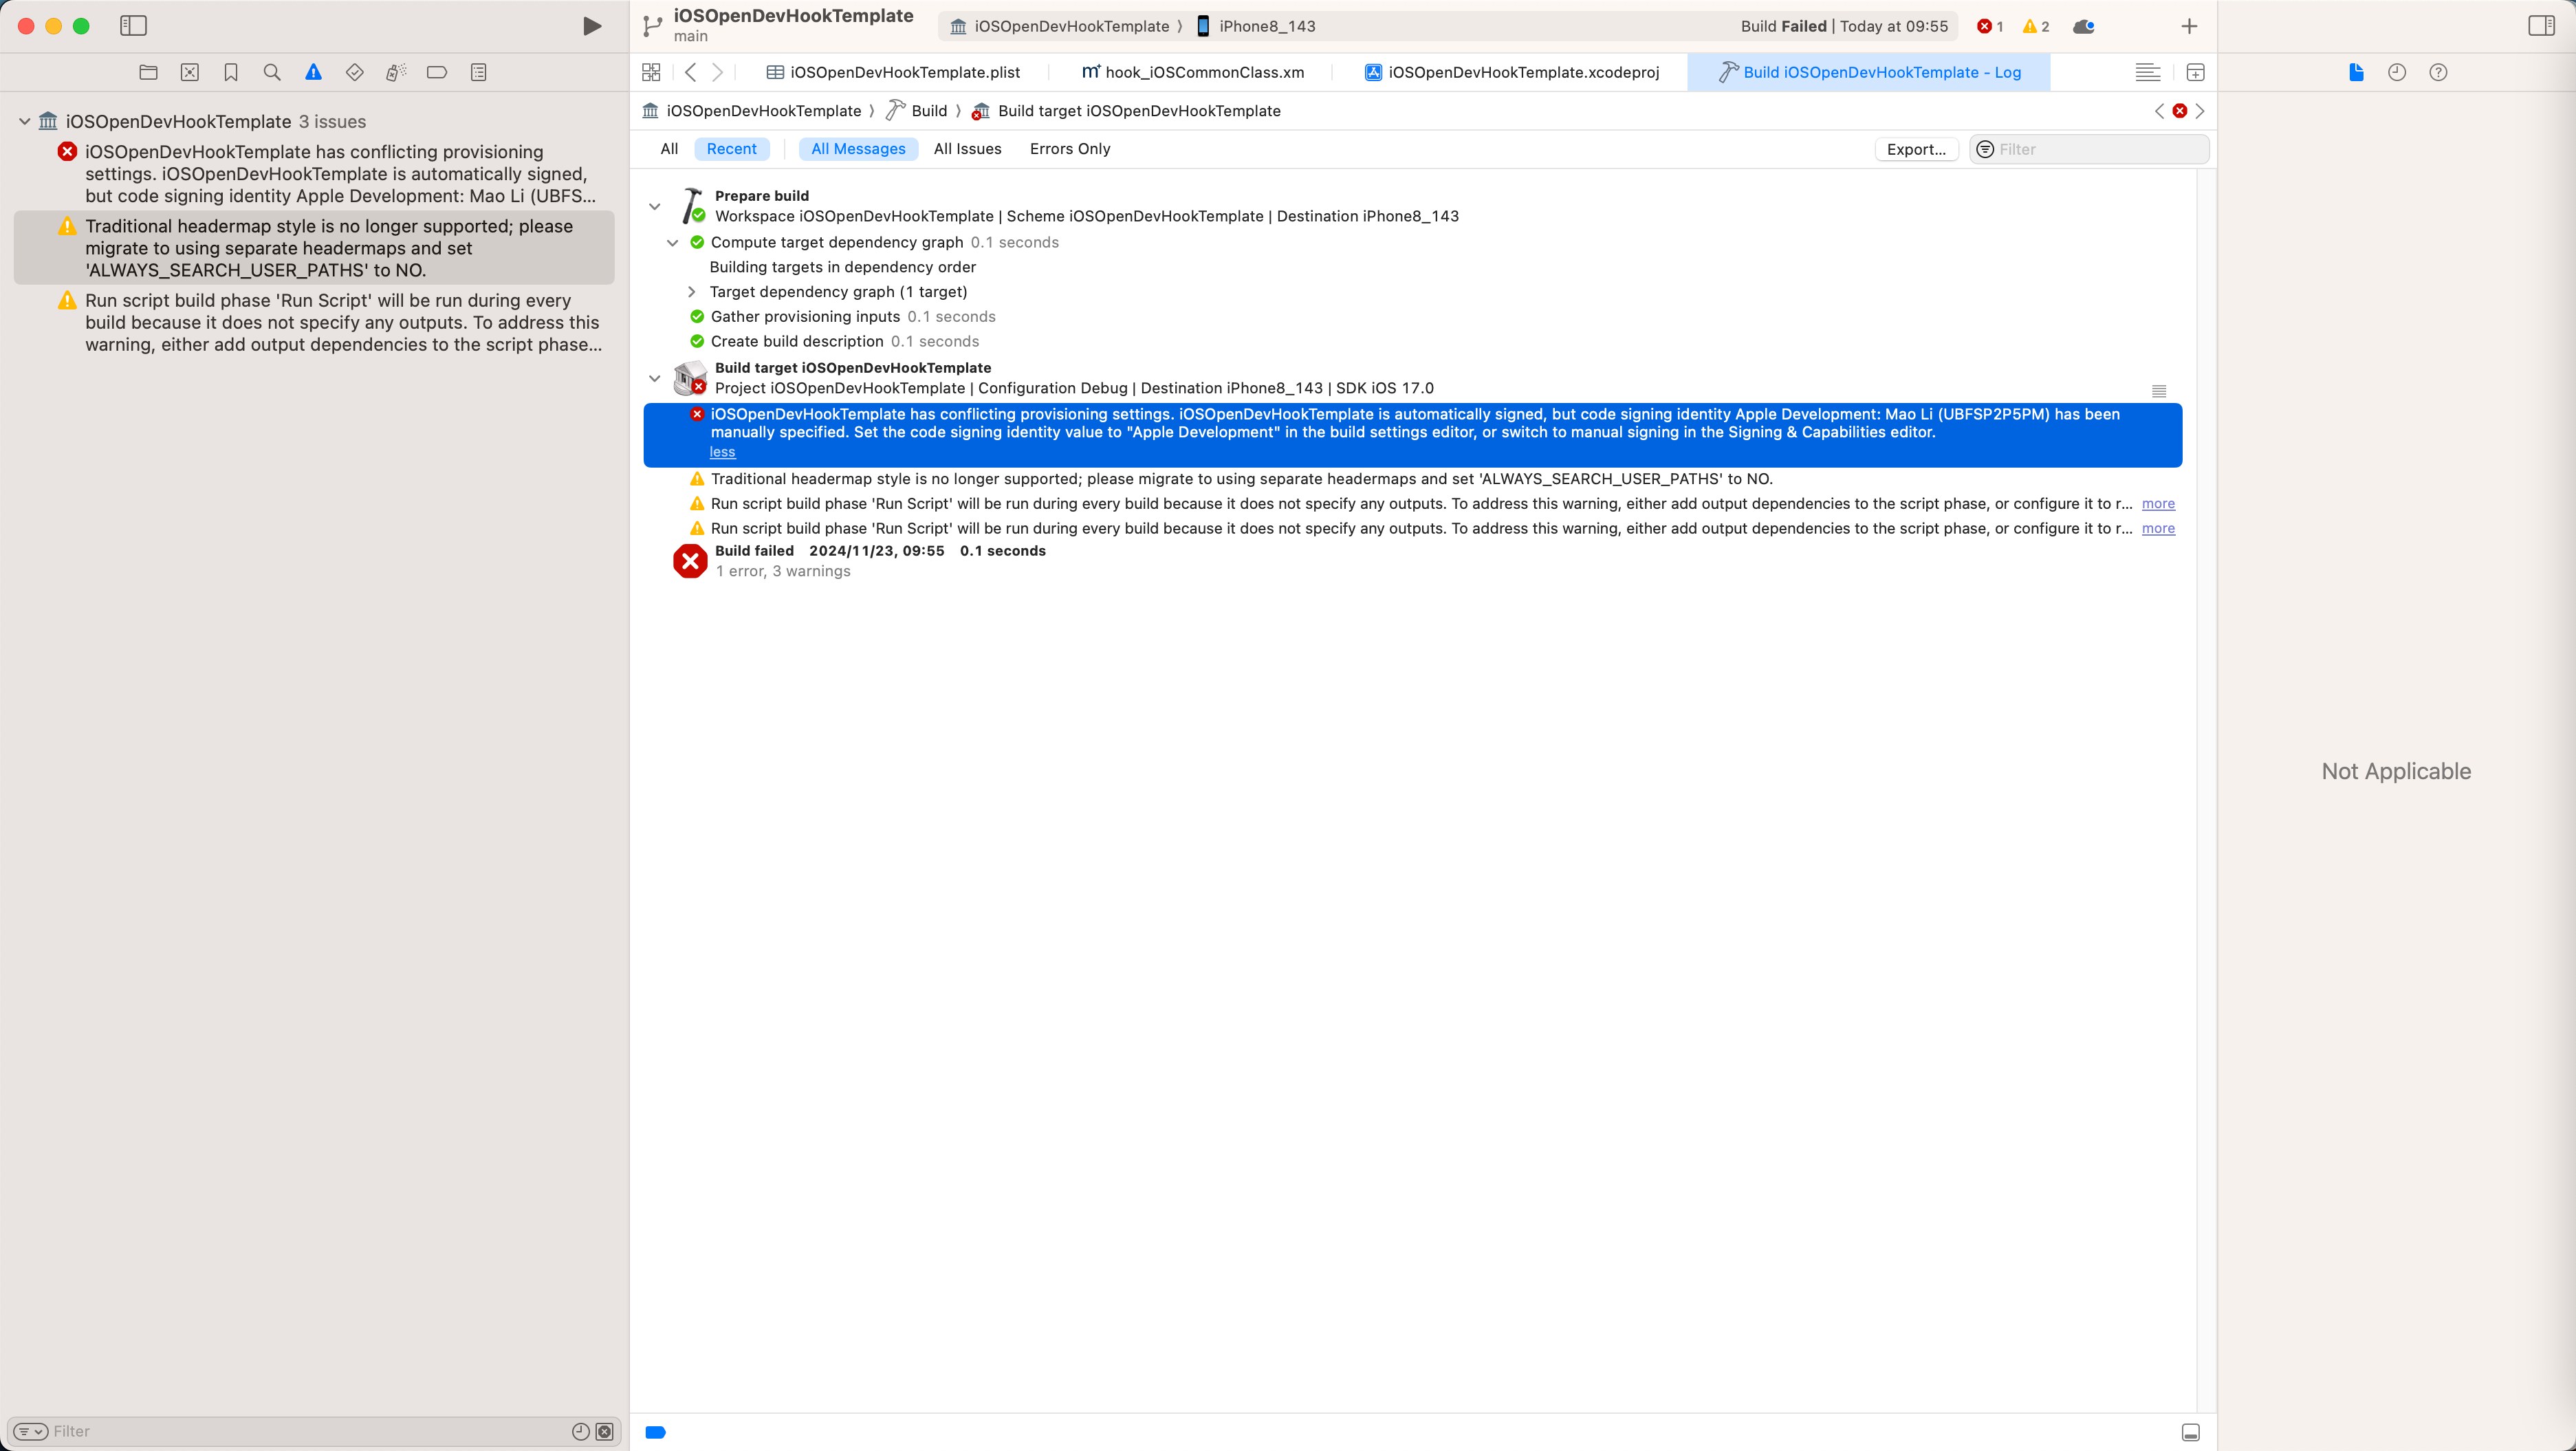 iOSOpenDevHookTemplate
main
iOSOpenDevHookTemplate 〉 iPhone8_143
Build Failed | Today at 09:55
1
2
iOSOpenDevHookTemplate.plist
hook_iOSCommonClass.xm
iOSOpenDevHookTemplate.xcodeproj
Build iOSOpenDevHookTemplate - Log
iOSOpenDevHookTemplate 3 issues
iOSOpenDevHookTemplate has conflicting provisioning
settings. iOSOpenDevHookTemplate is automatically signed,
but code signing identity Apple Development: Mao Li (UBFS...
Traditional headermap style is no longer supported; please
migrate to using separate headermaps and set
'ALWAYS_SEARCH_USER_PATHS' to NO.
Run script build phase 'Run Script' will be run during every
build because it does not specify any outputs. To address this
warning, either add output dependencies to the script phase...
Filter
iOSOpenDevHookTemplate 〉 Build 〉 Build target iOSOpenDevHookTemplate
All
Recent
All Messages
All Issues
Errors Only
Export...
Filter
Prepare build
Workspace iOSOpenDevHookTemplate | Scheme iOSOpenDevHookTemplate | Destination iPhone8_143
Compute target dependency graph 0.1 seconds
Building targets in dependency order
Target dependency graph (1 target)
Gather provisioning inputs 0.1 seconds
Create build description 0.1 seconds
Build target iOSOpenDevHookTemplate
Project iOSOpenDevHookTemplate | Configuration Debug | Destination iPhone8_143 | SDK iOS 17.0
iOSOpenDevHookTemplate has conflicting provisioning settings. iOSOpenDevHookTemplate is automatically signed, but code signing identity Apple Development: Mao Li (UBFSP2P5PM) has been
manually specified. Set the code signing identity value to "Apple Development" in the build settings editor, or switch to manual signing in the Signing & Capabilities editor.
less
Traditional headermap style is no longer supported; please migrate to using separate headermaps and set 'ALWAYS_SEARCH_USER_PATHS' to NO.
Run script build phase 'Run Script' will be run during every build because it does not specify any outputs. To address this warning, either add output dependencies to the script phase, or configure it to r... more
Run script build phase 'Run Script' will be run during every build because it does not specify any outputs. To address this warning, either add output dependencies to the script phase, or configure it to r... more
Build failed 2024/11/23, 09:55 0.1 seconds
1 error, 3 warnings
Not Applicable